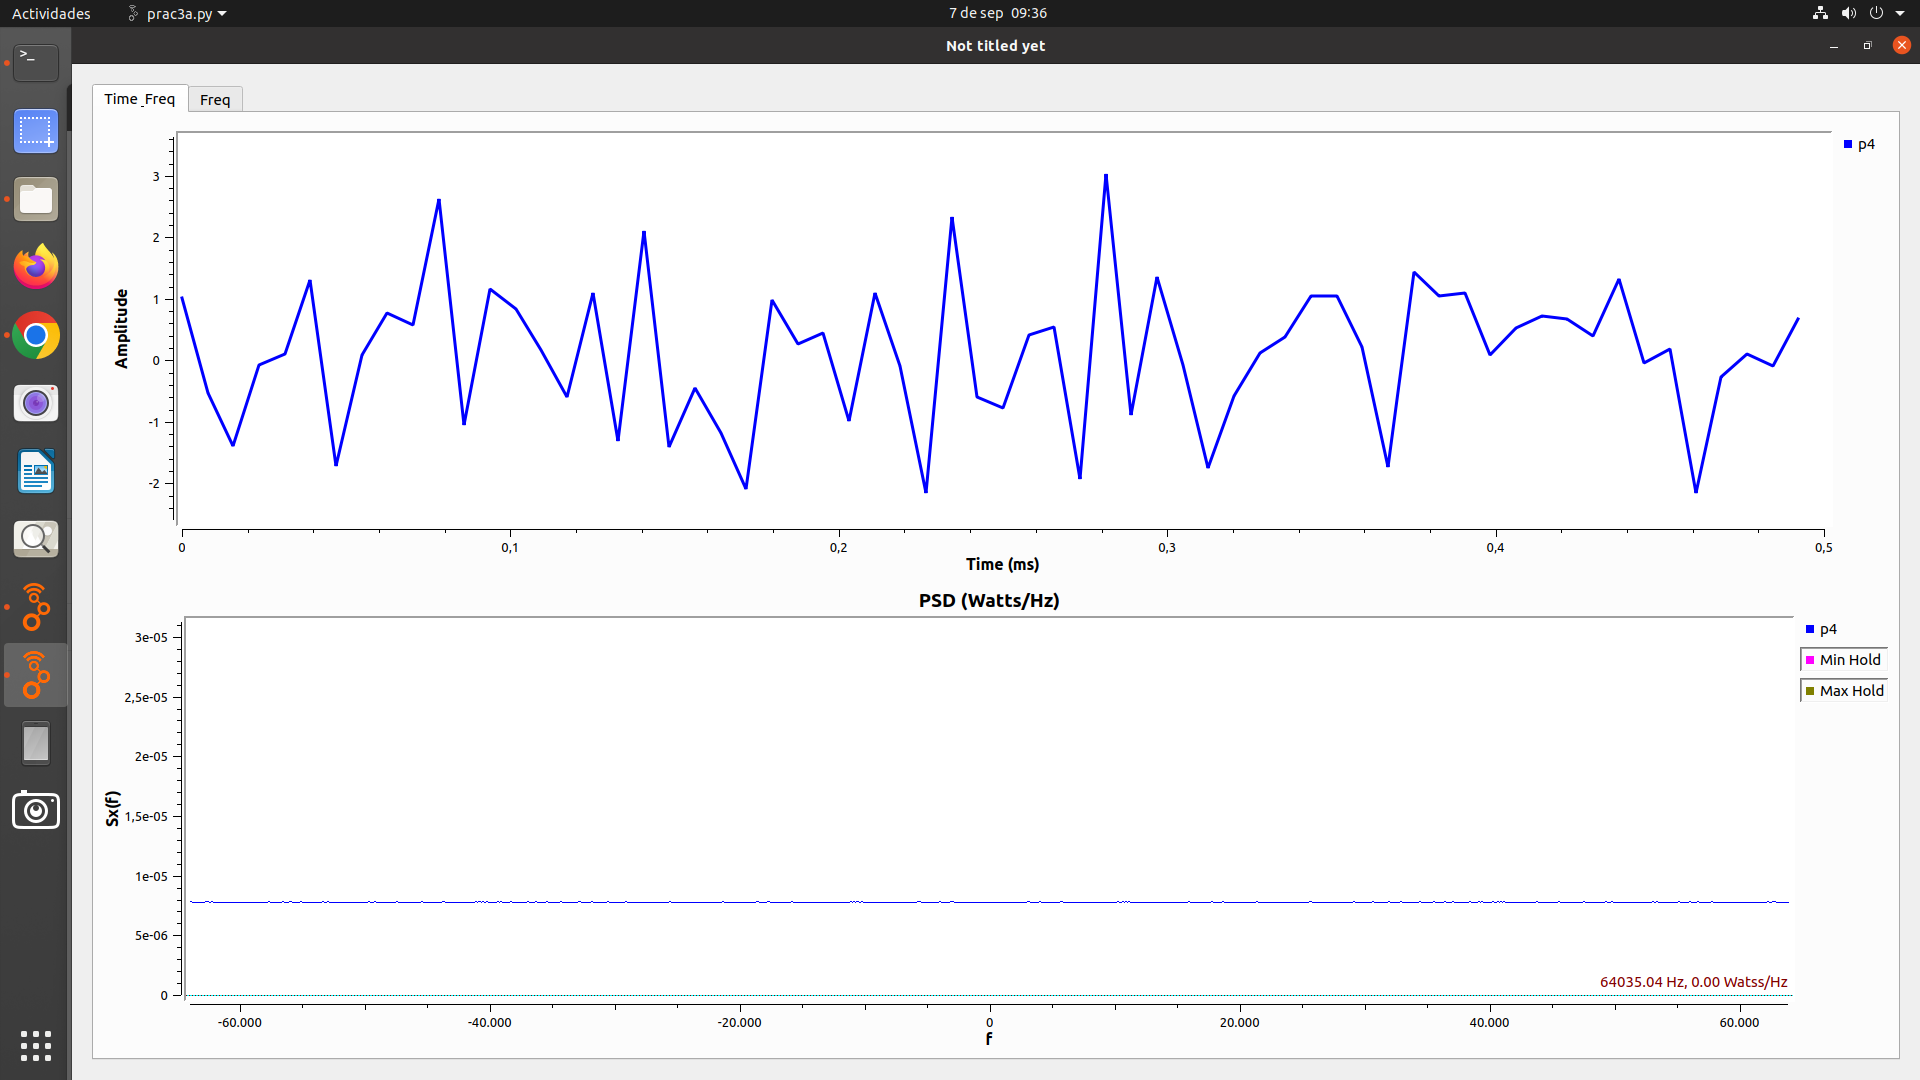 Actividades prac3a.py 7 de sep 09:36
Not titled yet
Time_Freq Freq
p4
3
2
1
0
-1
-2
Amplitude
0 0,1 0,2 0,3 0,4 0,5
Time (ms)
PSD (Watts/Hz)
p4
Min Hold
Max Hold
3e-05
2,5e-05
2e-05
1,5e-05
1e-05
5e-06
0
Sx(f)
64035.04 Hz, 0.00 Watss/Hz
-60.000 -40.000 -20.000 0 20.000 40.000 60.000
f